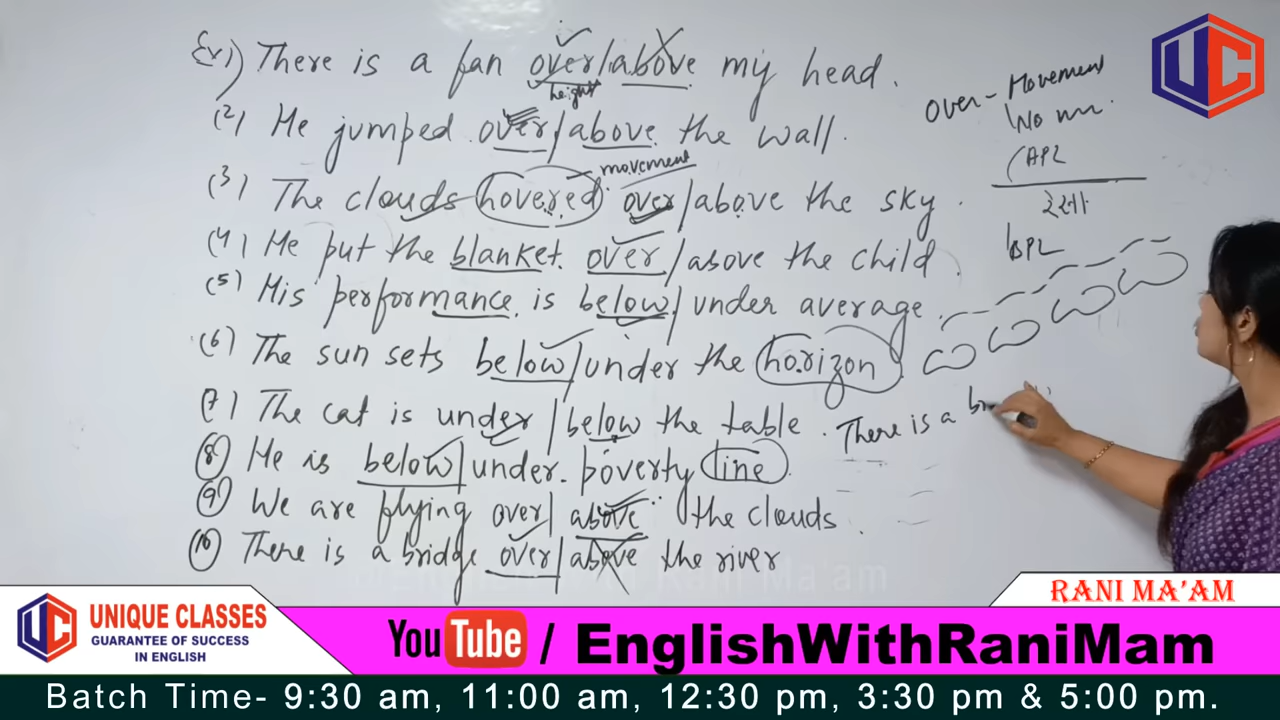 Ex1) There is a fan over/above my head.
height
(2) He jumped over/above the wall.
movement
(3) The clouds hovered over/above the sky.
(4) He put the blanket over/above the child.
(5) His performance is below/under average.
(6) The sun sets below/under the horizon
(7) The cat is under/below the table.
(8) He is below/under poverty line.
(9) We are flying over/above the clouds.
(10) There is a bridge over/above the river
Over - Movement
No
APL
BPL
There is a
UC
UC
UNIQUE CLASSES
GUARANTEE OF SUCCESS
IN ENGLISH
RANI MA'AM
YouTube / EnglishWithRaniMam
Batch Time- 9:30 am, 11:00 am, 12:30 pm, 3:30 pm & 5:00 pm.